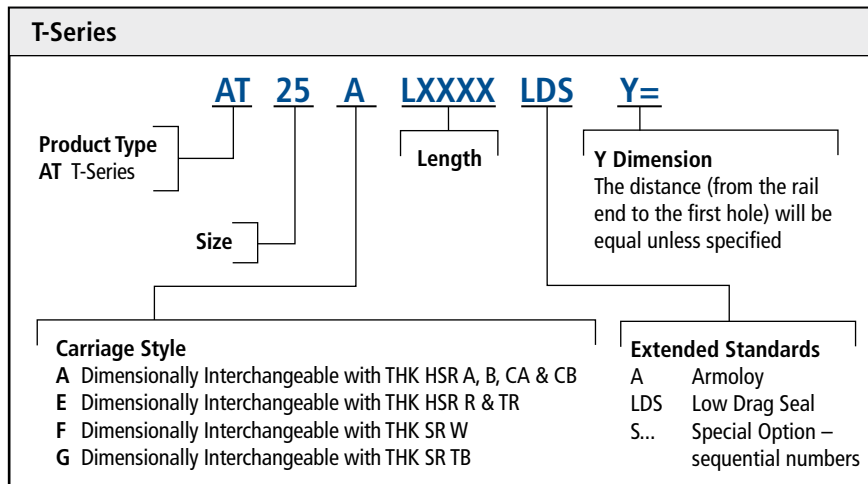 T-Series
AT 25 A LXXXX LDS Y=
Product Type
AT T-Series
Size
Length
Y Dimension
The distance (from the rail
end to the first hole) will be
equal unless specified
Carriage Style
A Dimensionally Interchangeable with THK HSR A, B, CA & CB
E Dimensionally Interchangeable with THK HSR R & TR
F Dimensionally Interchangeable with THK SR W
G Dimensionally Interchangeable with THK SR TB
Extended Standards
A Armoloy
LDS Low Drag Seal
S... Special Option –
sequential numbers